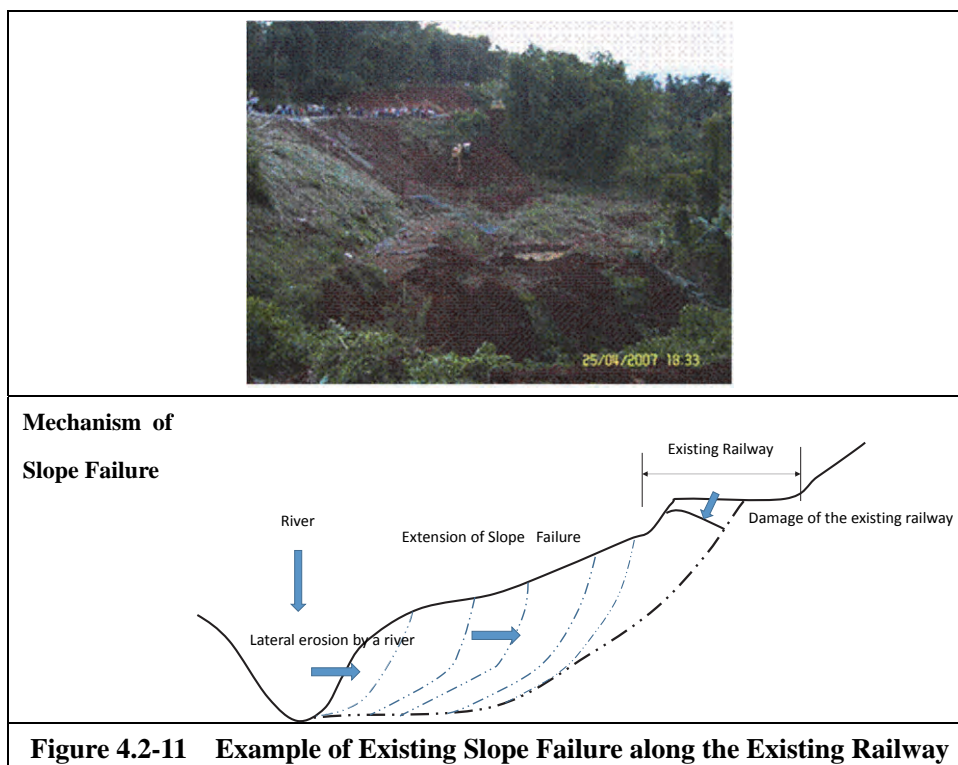 25/04/2007 18:33
Mechanism of
Slope Failure
Existing Railway
River
Damage of the existing railway
Extension of Slope Failure
Lateral erosion by a river
Figure 4.2-11 Example of Existing Slope Failure along the Existing Railway